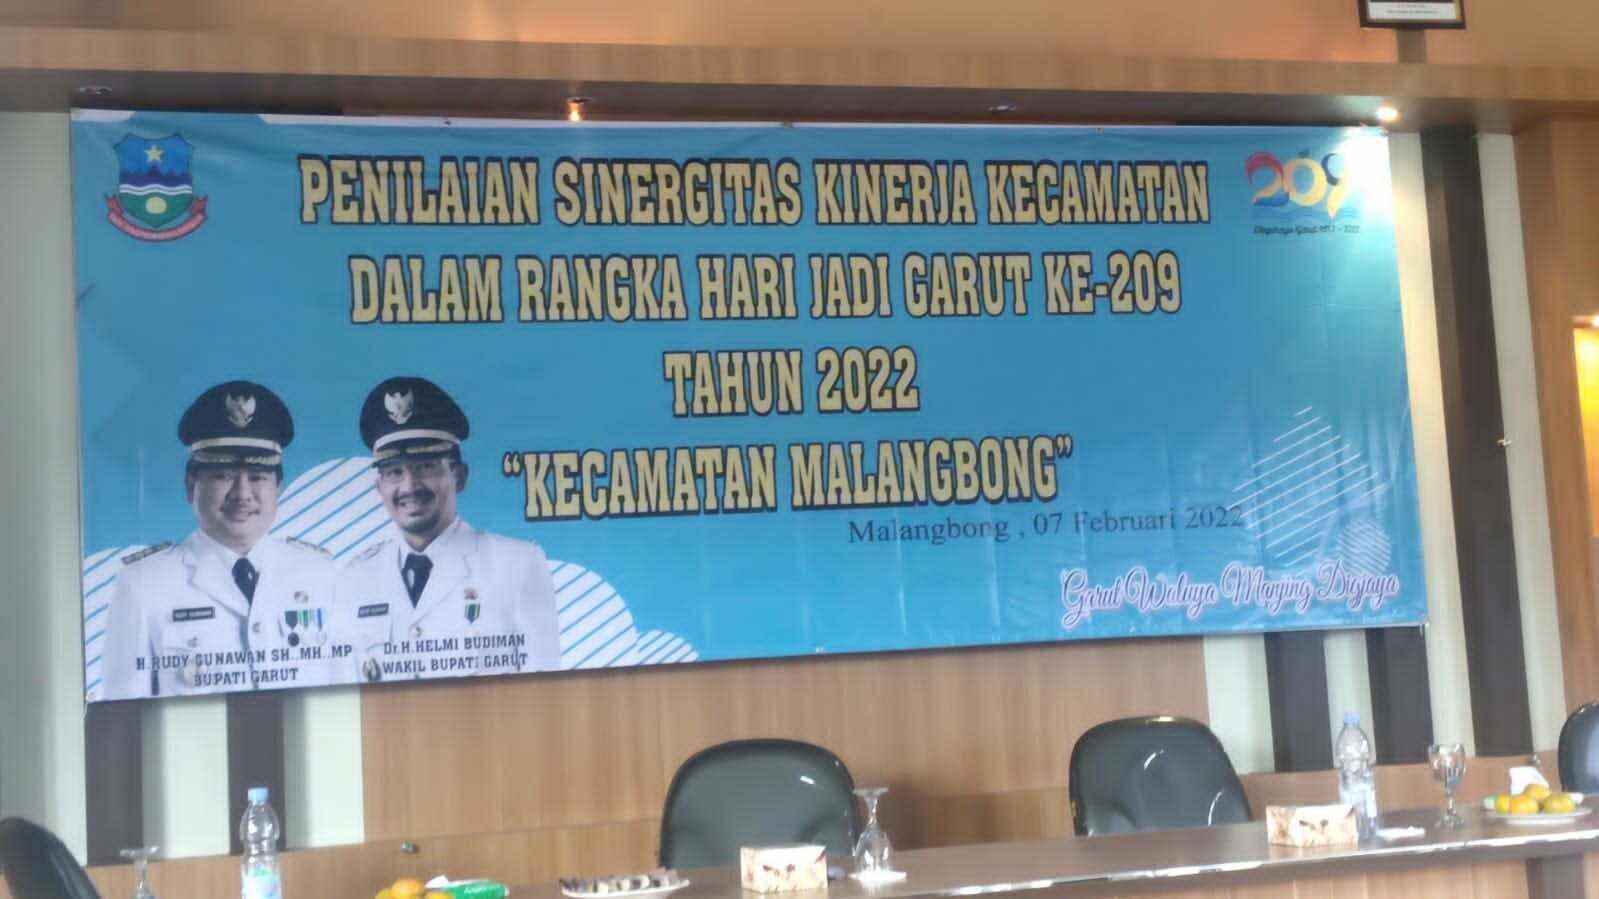 PENILAIAN SINERGITAS KINERJA KECAMATAN
DALAM RANGKA HARI JADI GARUT KE-209
TAHUN 2022
“KECAMATAN MALANGBONG”
Malangbong , 07 Februari 2022
Garut Waluya Manjing Digjaya
209
H.RUDY GUNAWAN SH.,MH.,MP
BUPATI GARUT
Dr.H.HELMI BUDIMAN
WAKIL BUPATI GARUT